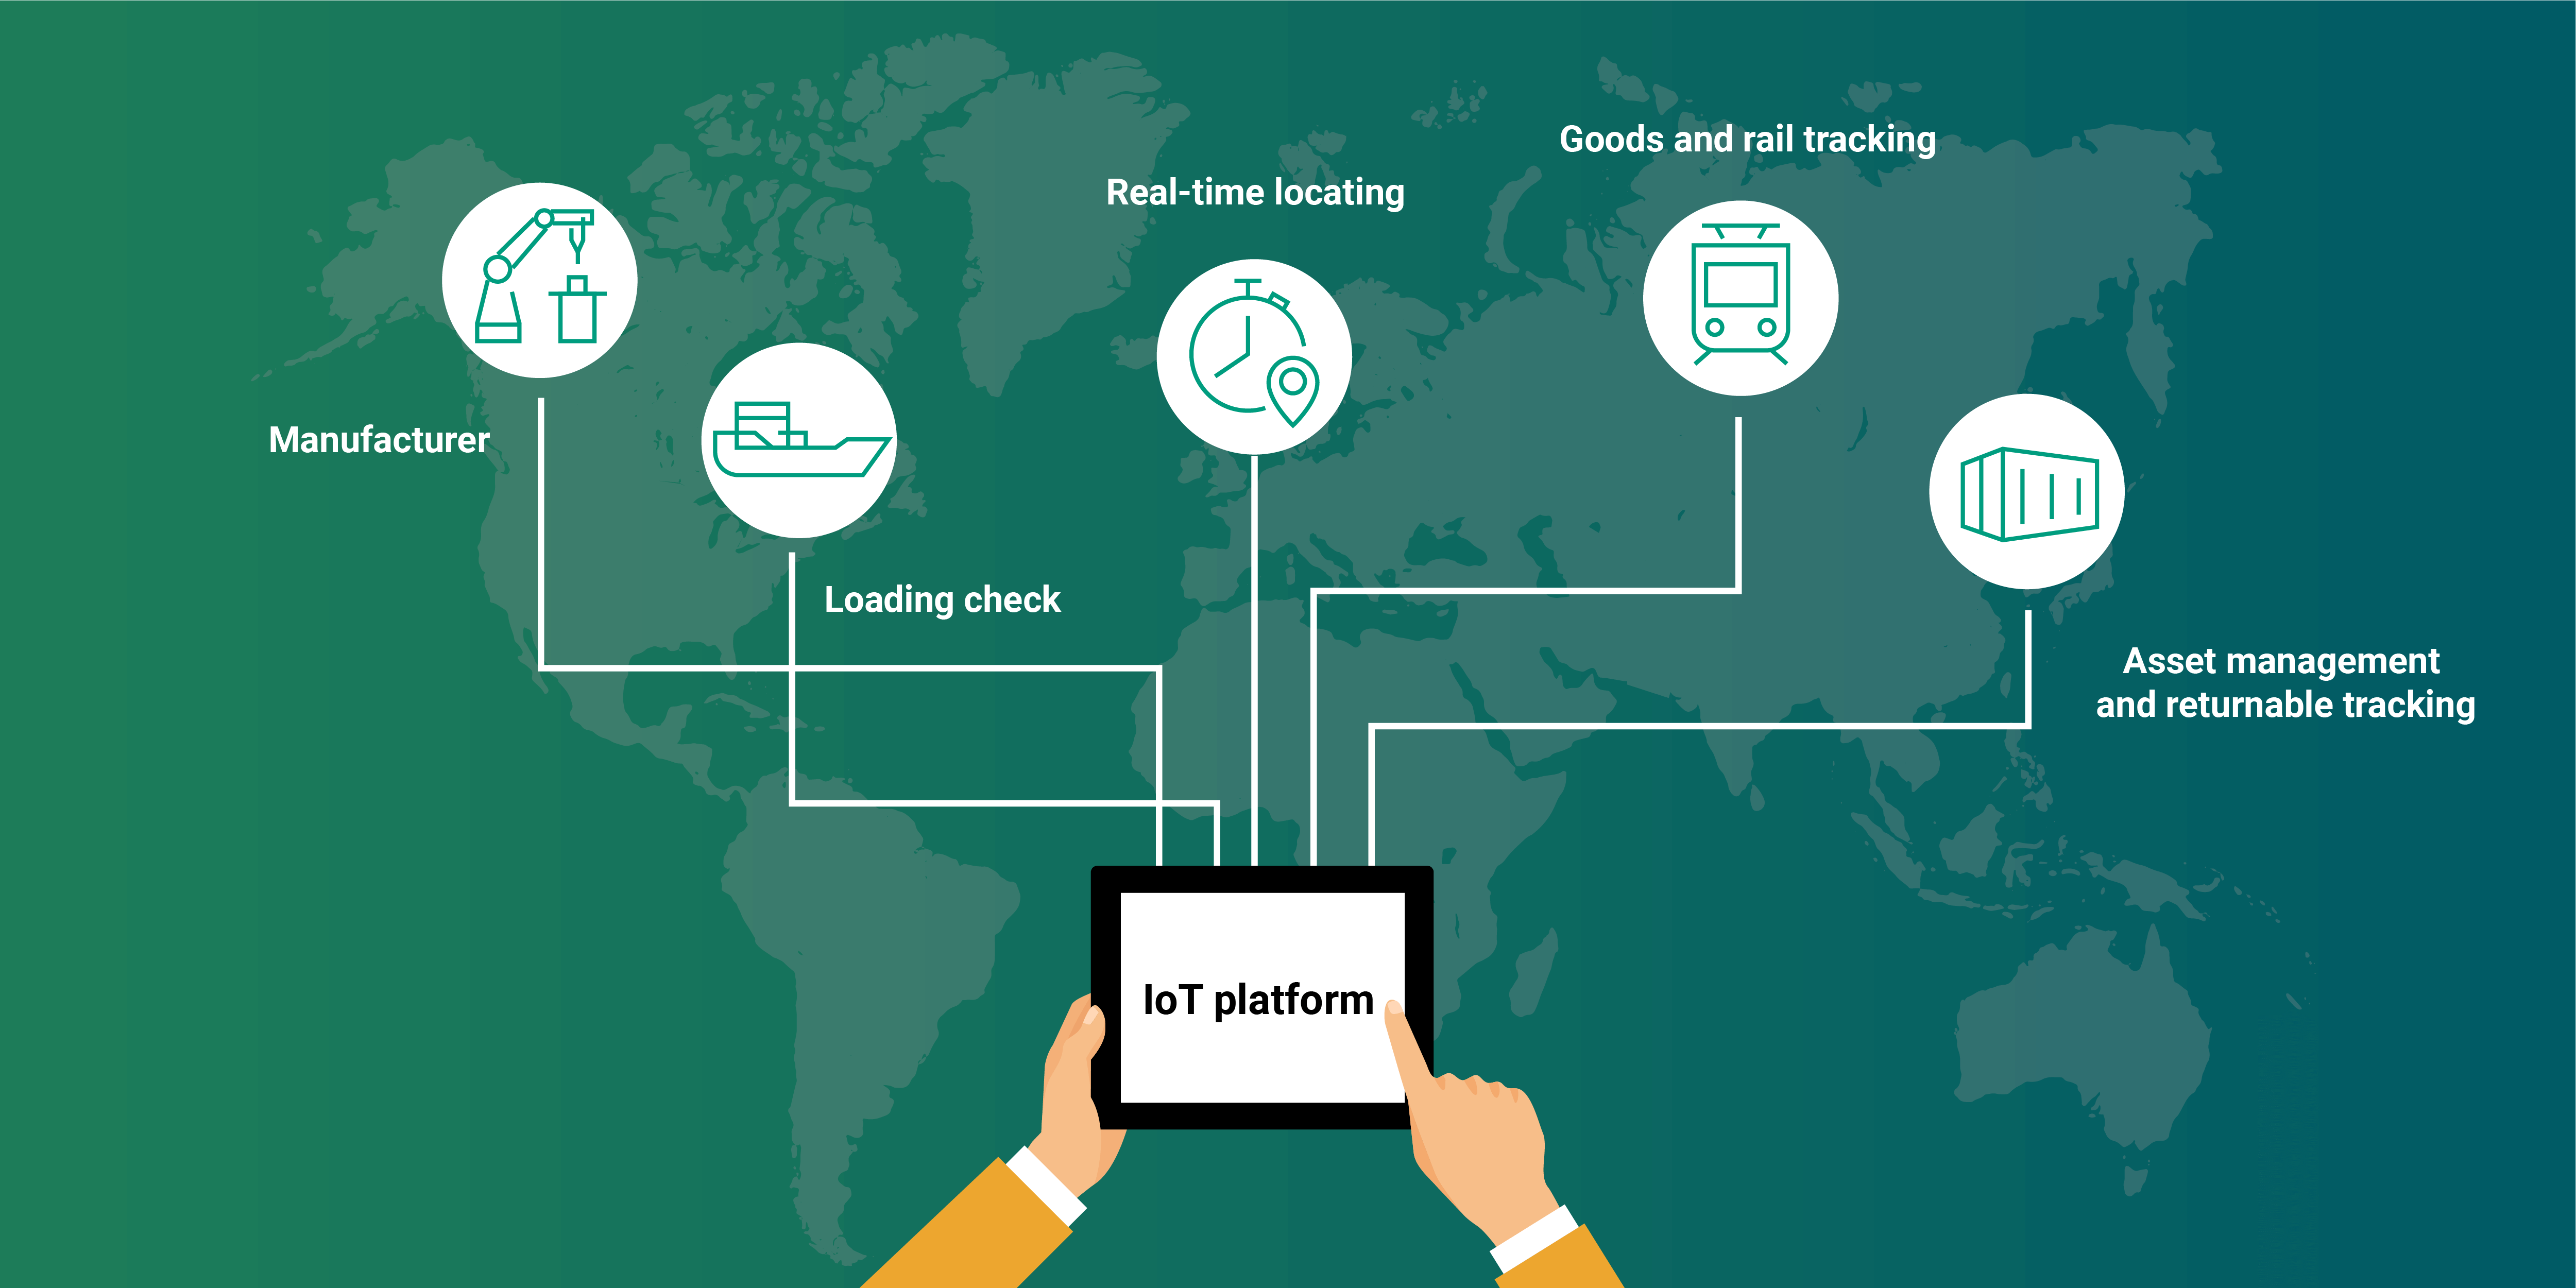 Goods and rail tracking
Real-time locating
Manufacturer
Loading check
Asset management
and returnable tracking
IoT platform